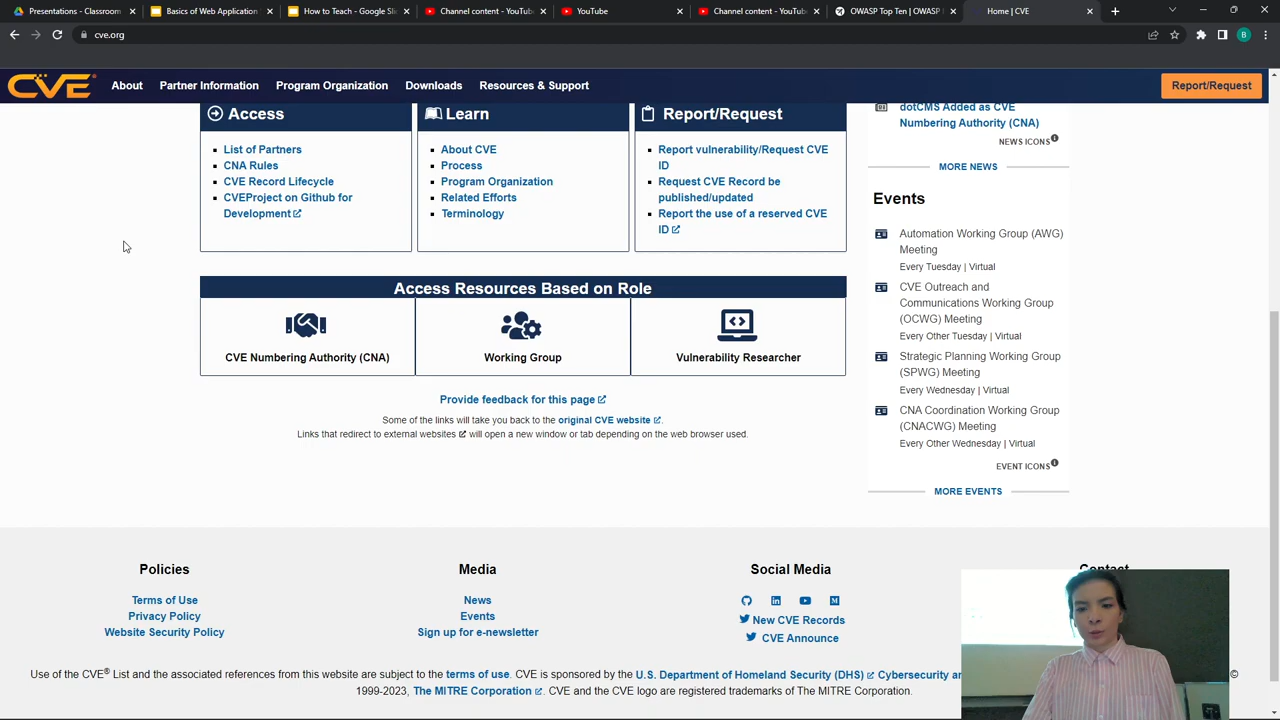 Presentations - Classroom
Basics of Web Application
How to Teach - Google Sli
Channel content - YouTube
YouTube
Channel content - YouTube
OWASP Top Ten | OWASP
Home | CVE
cve.org
B
CVE
About
Partner Information
Program Organization
Downloads
Resources & Support
Report/Request
Access
List of Partners
CNA Rules
CVE Record Lifecycle
CVEProject on Github for
Development
Learn
About CVE
Process
Program Organization
Related Efforts
Terminology
Report/Request
Report vulnerability/Request CVE
ID
Request CVE Record be
published/updated
Report the use of a reserved CVE
ID
dotCMS Added as CVE
Numbering Authority (CNA)
NEWS ICONS
MORE NEWS
Events
Automation Working Group (AWG)
Meeting
Every Tuesday | Virtual
CVE Outreach and
Communications Working Group
(OCWG) Meeting
Every Other Tuesday | Virtual
Strategic Planning Working Group
(SPWG) Meeting
Every Wednesday | Virtual
CNA Coordination Working Group
(CNACWG) Meeting
Every Other Wednesday | Virtual
EVENT ICONS
MORE EVENTS
Access Resources Based on Role
CVE Numbering Authority (CNA)
Working Group
Vulnerability Researcher
Provide feedback for this page
Some of the links will take you back to the original CVE website.
Links that redirect to external websites will open a new window or tab depending on the web browser used.
Policies
Terms of Use
Privacy Policy
Website Security Policy
Media
News
Events
Sign up for e-newsletter
Social Media
New CVE Records
CVE Announce
Contact
Use of the CVE® List and the associated references from this website are subject to the terms of use. CVE is sponsored by the U.S. Department of Homeland Security (DHS) Cybersecurity an ©
1999-2023, The MITRE Corporation. CVE and the CVE logo are registered trademarks of The MITRE Corporation.